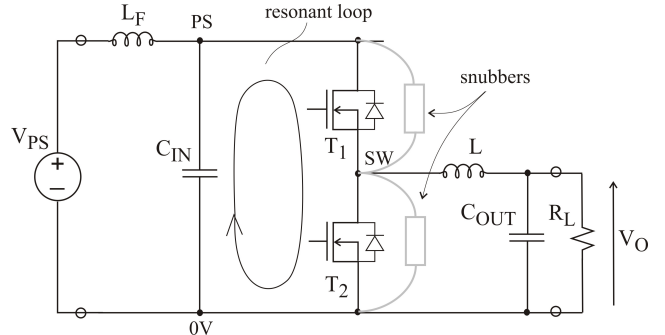 L_F
PS
resonant loop
snubbers
V_PS
+
−
C_IN
T_1
SW
L
C_OUT
R_L
V_O
T_2
0V